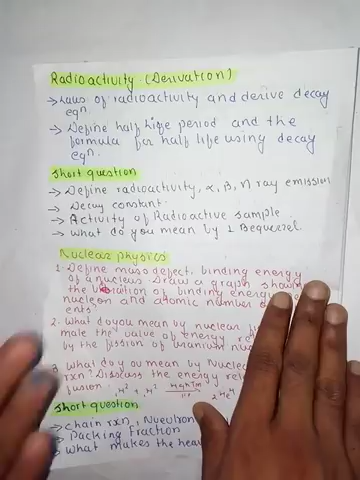 Radioactivity (Derivation)
→ Laws of radioactivity and derive decay
eqn.
→ Define half life period and the
formula for half life using decay
eqn.
Short question
→ Define radioactivity, α, β, n ray emission
→ Decay constant.
→ Activity of Radioactive sample.
→ What do you mean by 1 Bequerel
Nuclear physics
1. Define mass defect, binding energy
of a nucleus. Draw a graph showing
the of binding energy
nucleon and atomic number
ents.
2. What do you mean by nuclear
mate the value of energy
by the fission of uranium
3. What do you mean by Nuclear
rxn? Discuss the energy
fusion. 1H2 + 1H2 2He4
Short question
→ chain rxn,
→ Packing fraction
→ What makes the